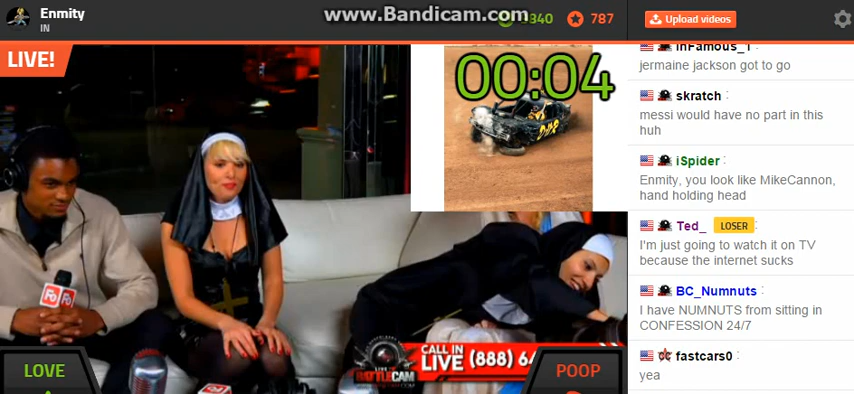 Enmity
IN
www.Bandicam.com
340
787
Upload videos
LIVE!
00:04
InFamous_1
jermaine jackson got to go
skratch :
messi would have no part in this
huh
iSpider :
Enmity, you look like MikeCannon,
hand holding head
Ted_ LOSER :
I'm just going to watch it on TV
because the internet sucks
BC_Numnuts :
I have NUMNUTS from sitting in
CONFESSION 24/7
fastcars0 :
yea
CALL IN
LIVE (888) 64
BATTLECAM
LOVE
POOP